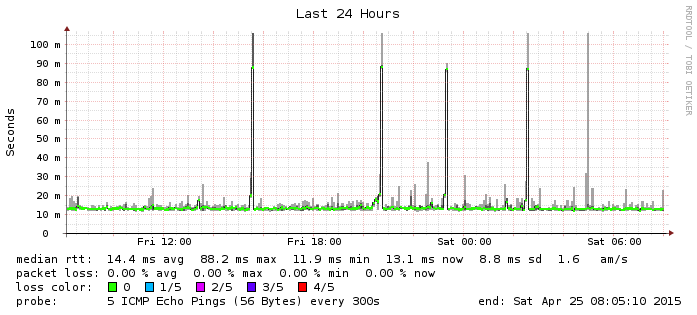 Last 24 Hours
RRDTOOL / TOBI OETIKER
Seconds
100 m
90 m
80 m
70 m
60 m
50 m
40 m
30 m
20 m
10 m
0
Fri 12:00 Fri 18:00 Sat 00:00 Sat 06:00
median rtt: 14.4 ms avg 88.2 ms max 11.9 ms min 13.1 ms now 8.8 ms sd 1.6 am/s
packet loss: 0.00 % avg 0.00 % max 0.00 % min 0.00 % now
loss color: 0 1/5 2/5 3/5 4/5
probe: 5 ICMP Echo Pings (56 Bytes) every 300s end: Sat Apr 25 08:05:10 2015